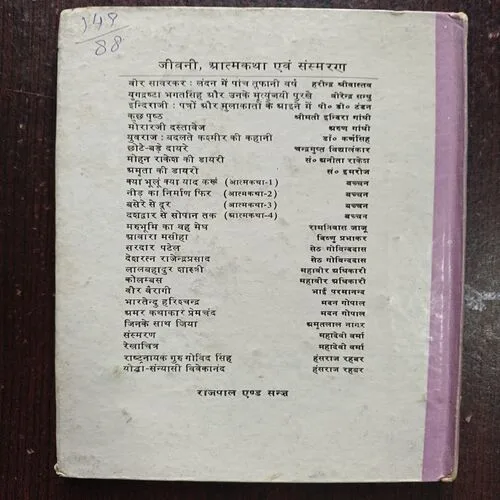 149
88
जीवनी, आत्मकथा एवं संस्मरण
वीर सावरकर : लंदन में पांच तूफानी वर्ष हरीन्द्र श्रीवास्तव
युगद्रष्टा भगतसिंह और उनके मृत्युंजयी पुरखे वीरेन्द्र सन्धु
इन्दिराजी : पत्रों और मुलाकातों के आइने में पी० डी० टंडन
कुछ पृष्ठ श्रीमती इन्दिरा गांधी
मोरारजी दस्तावेज अरुण गांधी
युवराज : बदलते कश्मीर की कहानी डॉ० कर्णसिंह
छोटे-बड़े दायरे चन्द्रगुप्त विद्यालंकार
मोहन राकेश की डायरी सं० अनीता राकेश
अमृता की डायरी सं० इमरोज
क्या भूलूं क्या याद करूं (आत्मकथा-1) बच्चन
नीड़ का निर्माण फिर (आत्मकथा-2) बच्चन
बसेरे से दूर (आत्मकथा-3) बच्चन
दशद्वार से सोपान तक (आत्मकथा-4) बच्चन
मरुभूमि का वह मेघ रामनिवास जाजू
आवारा मसीहा विष्णु प्रभाकर
सरदार पटेल सेठ गोविन्ददास
देशरत्न राजेन्द्रप्रसाद सेठ गोविन्ददास
लालबहादुर शास्त्री महावीर अधिकारी
कोलम्बस महावीर अधिकारी
वीर वैरागी भाई परमानन्द
भारतेन्दु हरिश्चन्द्र मदन गोपाल
अमर कथाकार प्रेमचंद मदन गोपाल
जिनके साथ जिया अमृतलाल नागर
संस्मरण महादेवी वर्मा
रेखाचित्र महादेवी वर्मा
राष्ट्रनायक गुरु गोविंद सिंह हंसराज रहबर
योद्धा-संन्यासी विवेकानंद हंसराज रहबर
राजपाल एण्ड सन्ज़